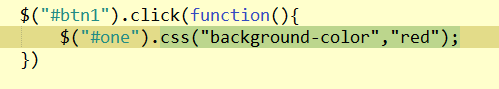 $("#btn1").click(function(){
$("#one").css("background-color","red");
})